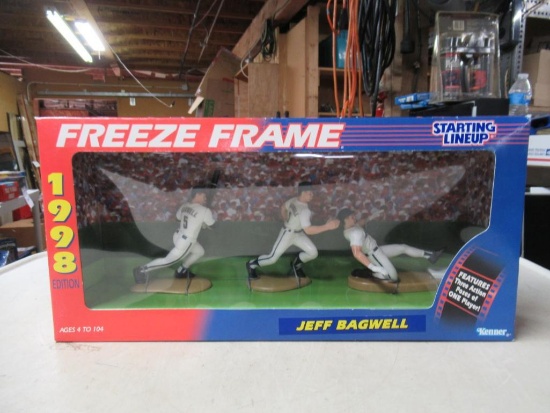 FREEZE FRAME
STARTING
LINEUP
1998
EDITION
FEATURES
Three Action
Poses of
ONE Player!
JEFF BAGWELL
AGES 4 TO 104
Kenner